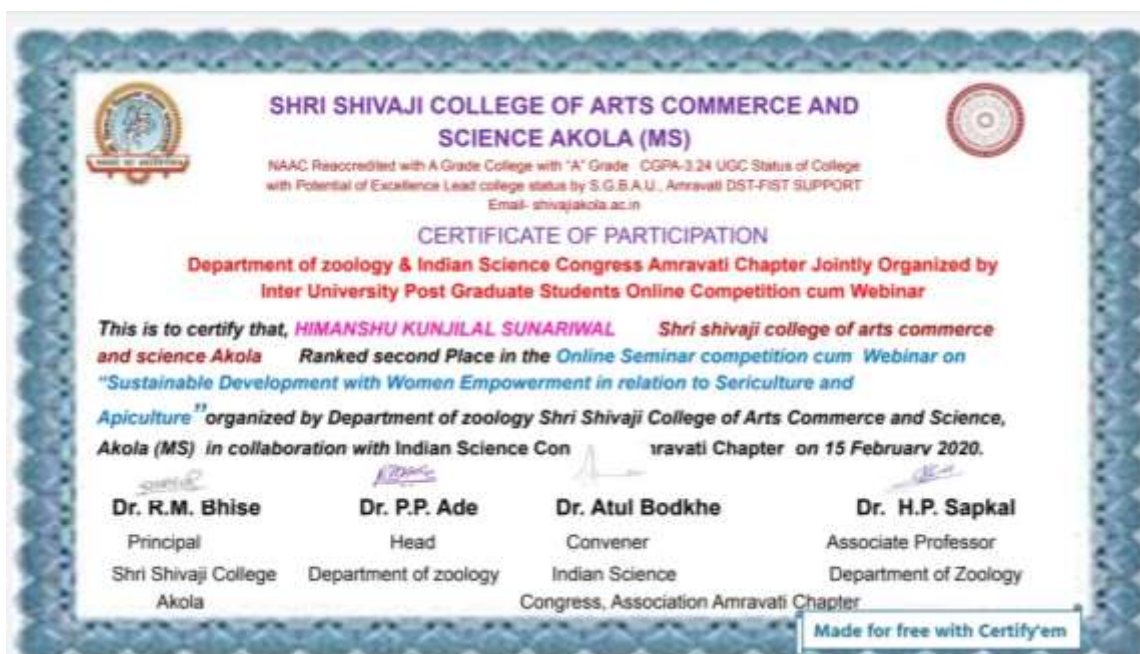 SHRI SHIVAJI COLLEGE OF ARTS COMMERCE AND
SCIENCE AKOLA (MS)
NAAC Reaccredited with A Grade College with "A" Grade CGPA-3.24 UGC Status of College
with Potential of Excellence Lead college status by S.G.B.A.U., Amravati DST-FIST SUPPORT
Email- shivajiakola.ac.in
CERTIFICATE OF PARTICIPATION
Department of zoology & Indian Science Congress Amravati Chapter Jointly Organized by
Inter University Post Graduate Students Online Competition cum Webinar
This is to certify that, HIMANSHU KUNJILAL SUNARIWAL Shri shivaji college of arts commerce
and science Akola Ranked second Place in the Online Seminar competition cum Webinar on
"Sustainable Development with Women Empowerment in relation to Sericulture and
Apiculture" organized by Department of zoology Shri Shivaji College of Arts Commerce and Science,
Akola (MS) in collaboration with Indian Science Con ravati Chapter on 15 February 2020.
Dr. R.M. Bhise Dr. P.P. Ade Dr. Atul Bodkhe Dr. H.P. Sapkal
Principal Head Convener Associate Professor
Shri Shivaji College Department of zoology Indian Science Department of Zoology
Akola Congress, Association Amravati Chapter
Made for free with Certify'em